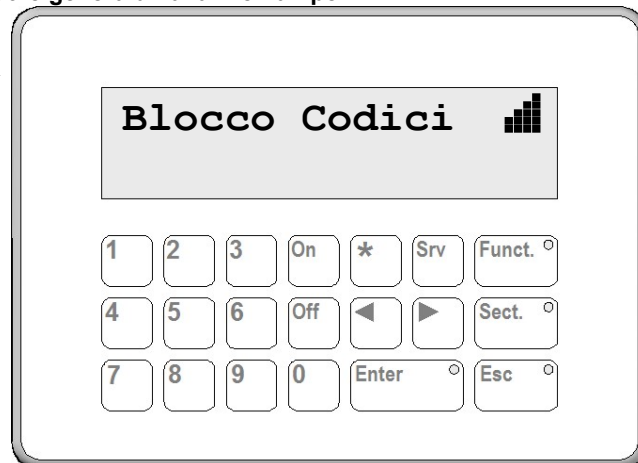 Blocco Codici
1 2 3 On * Srv Funct.
4 5 6 Off ◄ ► Sect.
7 8 9 0 Enter Esc